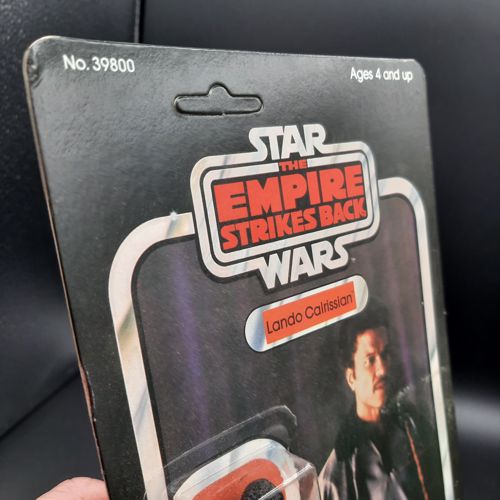 No. 39800
Ages 4 and up
STAR
THE
EMPIRE
STRIKES BACK
WARS
Lando Calrissian